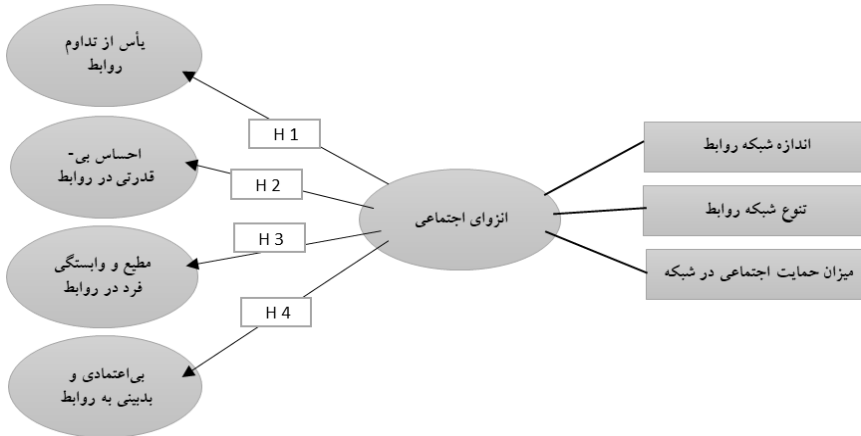 یأس از تداوم
روابط
H 1
اندازه شبکه روابط
احساس بی-
قدرتی در روابط
H 2
انزوای اجتماعی
تنوع شبکه روابط
H 3
مطیع و وابستگی
فرد در روابط
میزان حمایت اجتماعی در شبکه
H 4
بی‌اعتمادی و
بدبینی به روابط